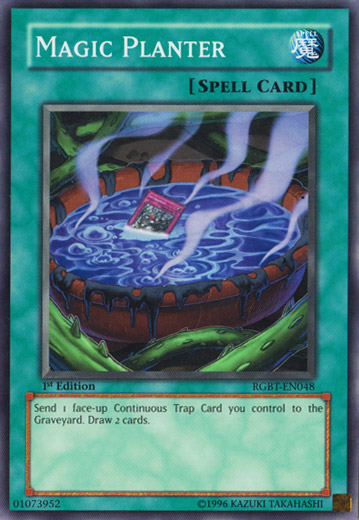 MAGIC PLANTER
SPELL
魔
[SPELL CARD]
1st Edition
RGBT-EN048
Send 1 face-up Continuous Trap Card you control to the
Graveyard. Draw 2 cards.
01073952
©1996 KAZUKI TAKAHASHI